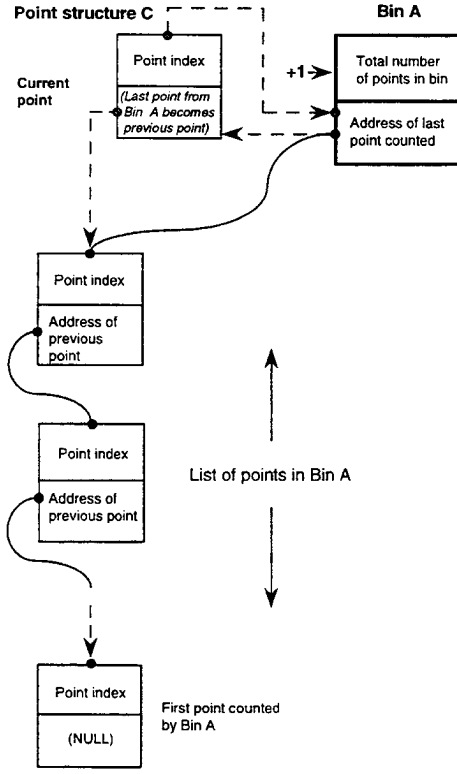 Point structure C
Bin A
Point index
Current
point
(Last point from
Bin A becomes
previous point)
+1
Total number
of points in bin
Address of last
point counted
Point index
Address of
previous
point
Point index
Address of
previous point
List of points in Bin A
Point index
(NULL)
First point counted
by Bin A